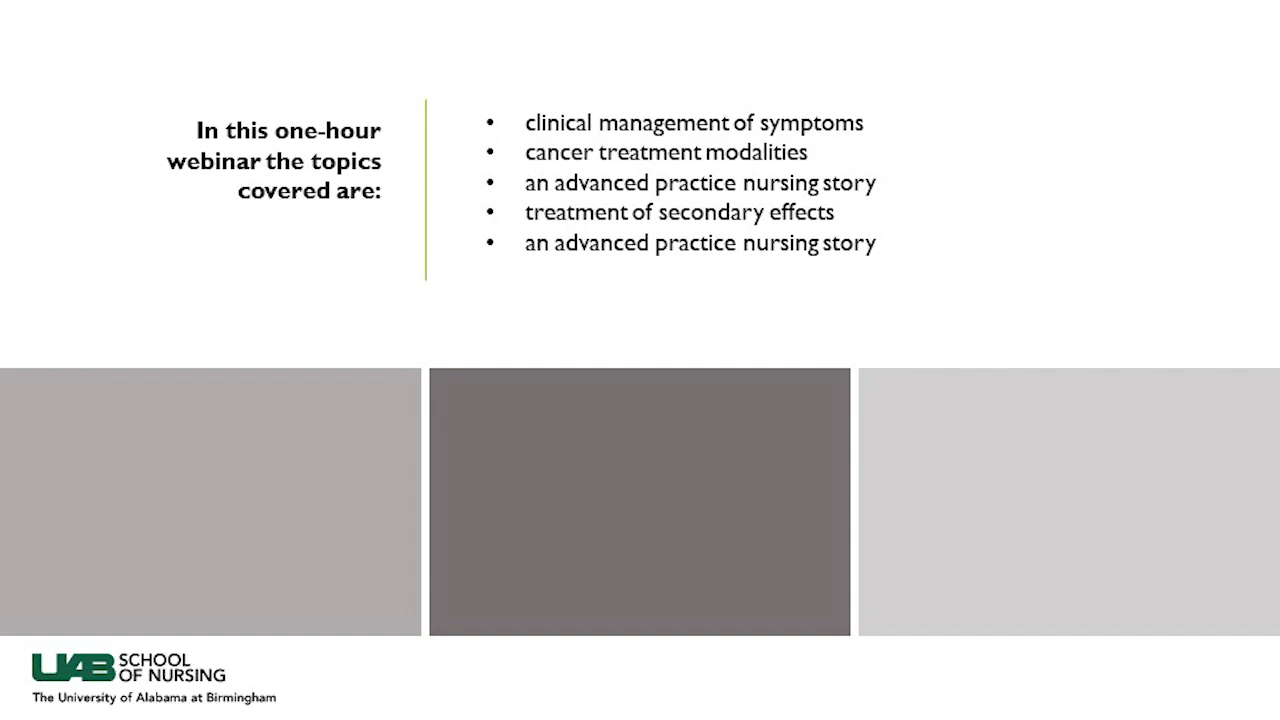 In this one-hour
webinar the topics
covered are:
• clinical management of symptoms
• cancer treatment modalities
• an advanced practice nursing story
• treatment of secondary effects
• an advanced practice nursing story
UAB SCHOOL
OF NURSING
The University of Alabama at Birmingham